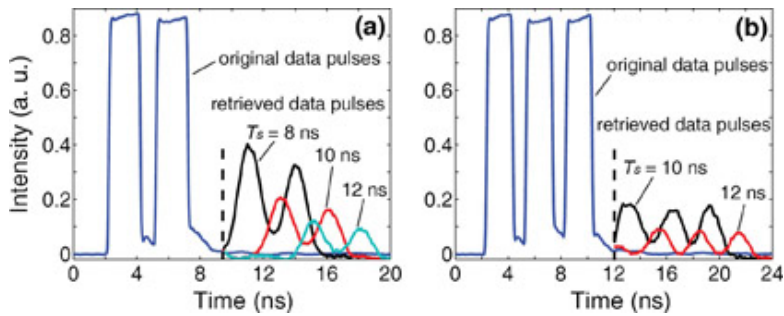 (a)
original data pulses
retrieved data pulses
Ts = 8 ns
10 ns
12 ns
Intensity (a. u.)
0.8
0.6
0.4
0.2
0
0 4 8 12 16 20
Time (ns)
(b)
original data pulses
retrieved data pulses
Ts = 10 ns
12 ns
0.8
0.6
0.4
0.2
0
0 4 8 12 16 20 24
Time (ns)